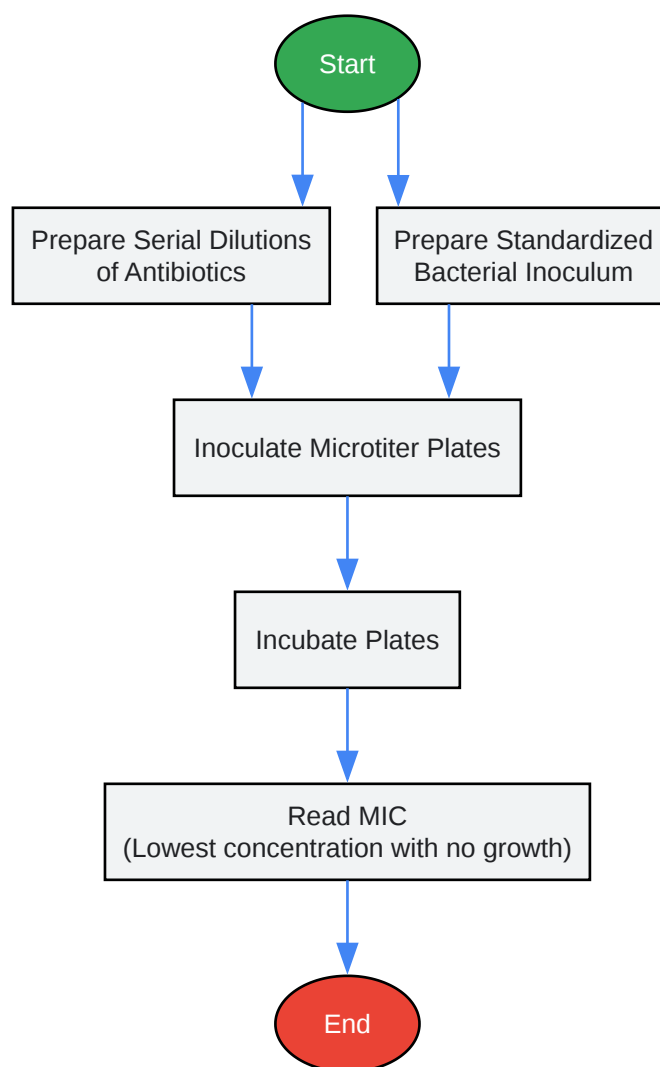 Start
Prepare Serial Dilutions
of Antibiotics
Prepare Standardized
Bacterial Inoculum
Inoculate Microtiter Plates
Incubate Plates
Read MIC
(Lowest concentration with no growth)
End